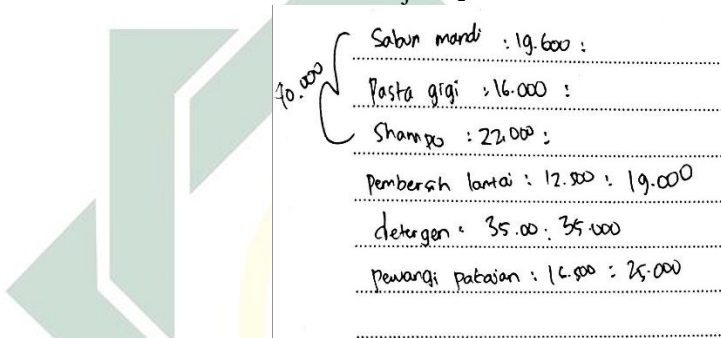 Sabun mandi : 19.600 :
70.000
Pasta gigi : 16.000 :
Shampo : 22.000 :
Pembersih lantai : 12.500 : 19.000
detergen : 35.00 : 35.000
Pewangi pakaian : 16.500 : 25.000